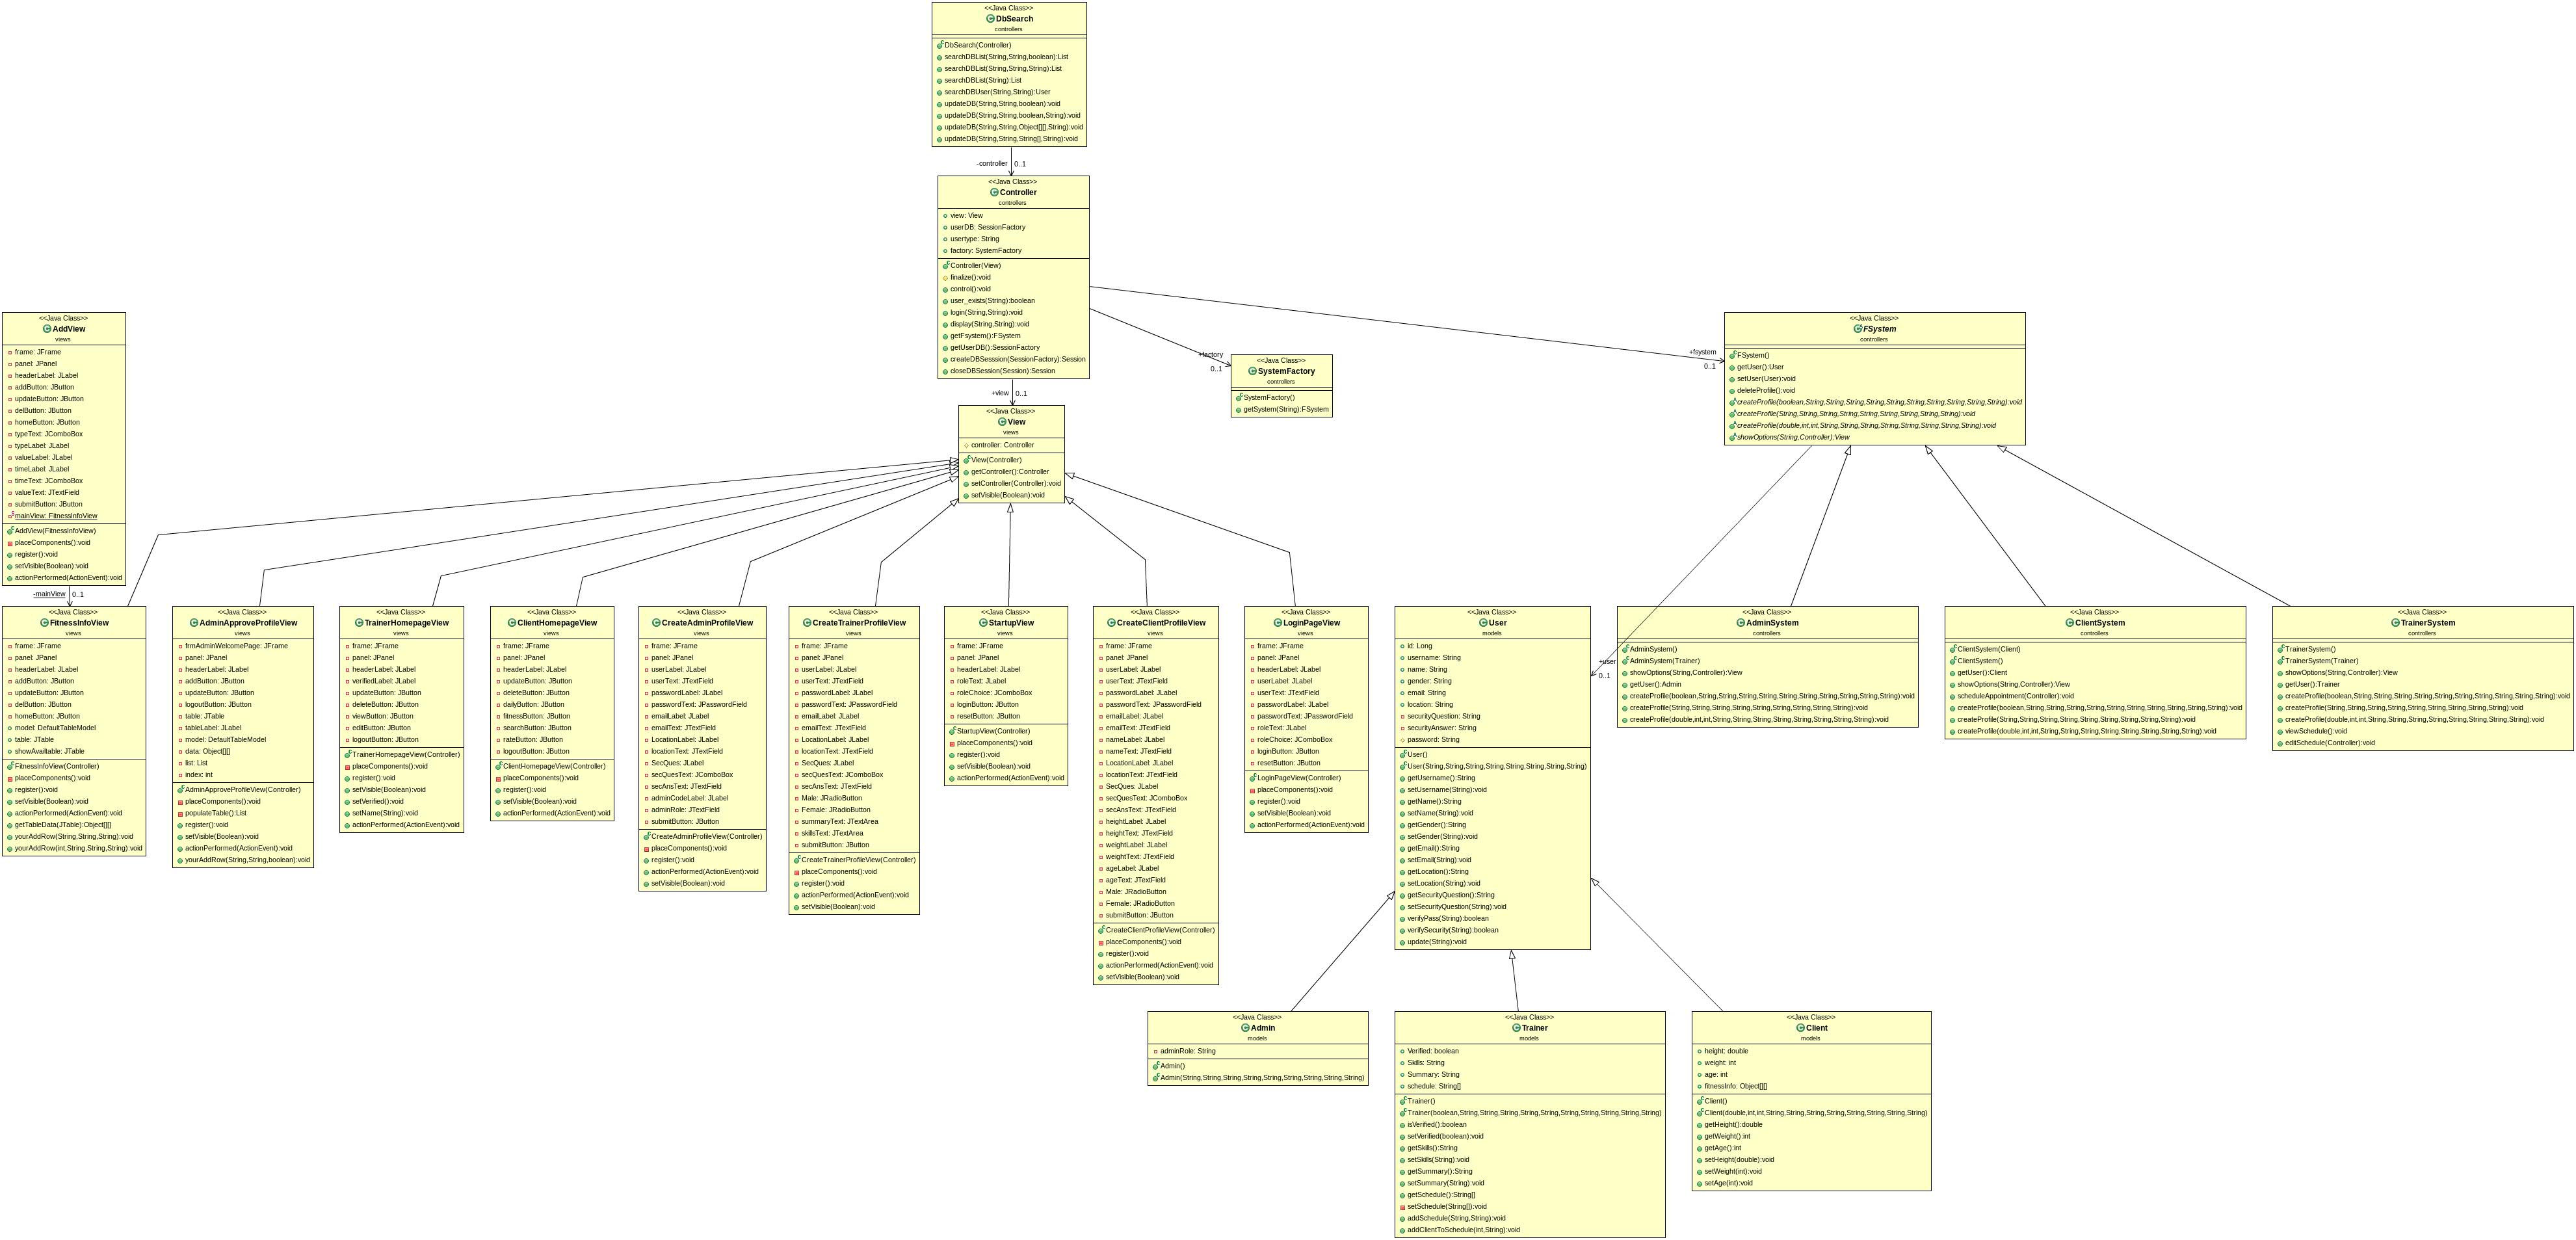 <<Java Class>>
DbSearch
controllers
DbSearch(Controller)
searchDBList(String,String,boolean):List
searchDBList(String,String,String):List
searchDBList(String):List
searchDBUser(String,String):User
updateDB(String,String,boolean):void
updateDB(String,String,boolean,String):void
updateDB(String,String,Object[][],String):void
updateDB(String,String,String[],String):void
-controller
0..1
<<Java Class>>
Controller
controllers
view: View
userDB: SessionFactory
usertype: String
factory: SystemFactory
Controller(View)
finalize():void
control():void
user_exists(String):boolean
login(String,String):void
display(String,String):void
getFsystem():FSystem
getUserDB():SessionFactory
createDBSesssion(SessionFactory):Session
closeDBSession(Session):Session
+view
0..1
+factory
0..1
+fsystem
0..1
<<Java Class>>
SystemFactory
controllers
SystemFactory()
getSystem(String):FSystem
<<Java Class>>
FSystem
controllers
FSystem()
getUser():User
setUser(User):void
deleteProfile():void
createProfile(boolean,String,String,String,String,String,String,String,String,String,String):void
createProfile(String,String,String,String,String,String,String,String,String):void
createProfile(double,int,int,String,String,String,String,String,String,String,String):void
showOptions(String,Controller):View
<<Java Class>>
View
views
controller: Controller
View(Controller)
getController():Controller
setController(Controller):void
setVisible(Boolean):void
<<Java Class>>
AddView
views
frame: JFrame
panel: JPanel
headerLabel: JLabel
addButton: JButton
updateButton: JButton
delButton: JButton
homeButton: JButton
typeText: JComboBox
typeLabel: JLabel
valueLabel: JLabel
timeLabel: JLabel
timeText: JComboBox
valueText: JTextField
submitButton: JButton
mainView: FitnessInfoView
AddView(FitnessInfoView)
placeComponents():void
register():void
setVisible(Boolean):void
actionPerformed(ActionEvent):void
-mainView
0..1
<<Java Class>>
FitnessInfoView
views
frame: JFrame
panel: JPanel
headerLabel: JLabel
addButton: JButton
updateButton: JButton
delButton: JButton
homeButton: JButton
model: DefaultTableModel
table: JTable
showAvailtable: JTable
FitnessInfoView(Controller)
placeComponents():void
register():void
setVisible(Boolean):void
actionPerformed(ActionEvent):void
getTableData(JTable):Object[][]
yourAddRow(String,String,String):void
yourAddRow(int,String,String,String):void
<<Java Class>>
AdminApproveProfileView
views
frmAdminWelcomePage: JFrame
panel: JPanel
headerLabel: JLabel
addButton: JButton
updateButton: JButton
logoutButton: JButton
table: JTable
tableLabel: JLabel
model: DefaultTableModel
data: Object[][]
list: List
index: int
AdminApproveProfileView(Controller)
placeComponents():void
populateTable():List
register():void
setVisible(Boolean):void
actionPerformed(ActionEvent):void
yourAddRow(String,String,boolean):void
<<Java Class>>
TrainerHomepageView
views
frame: JFrame
panel: JPanel
headerLabel: JLabel
verifiedLabel: JLabel
updateButton: JButton
deleteButton: JButton
viewButton: JButton
editButton: JButton
logoutButton: JButton
TrainerHomepageView(Controller)
placeComponents():void
register():void
setVisible(Boolean):void
setVerified():void
setName(String):void
actionPerformed(ActionEvent):void
<<Java Class>>
ClientHomepageView
views
frame: JFrame
panel: JPanel
headerLabel: JLabel
updateButton: JButton
deleteButton: JButton
dailyButton: JButton
fitnessButton: JButton
searchButton: JButton
rateButton: JButton
logoutButton: JButton
ClientHomepageView(Controller)
placeComponents():void
register():void
setVisible(Boolean):void
actionPerformed(ActionEvent):void
<<Java Class>>
CreateAdminProfileView
views
frame: JFrame
panel: JPanel
userLabel: JLabel
userText: JTextField
passwordLabel: JLabel
passwordText: JPasswordField
emailLabel: JLabel
emailText: JTextField
LocationLabel: JLabel
locationText: JTextField
SecQues: JLabel
secQuesText: JComboBox
secAnsText: JTextField
adminCodeLabel: JLabel
adminRole: JTextField
submitButton: JButton
CreateAdminProfileView(Controller)
placeComponents():void
register():void
actionPerformed(ActionEvent):void
setVisible(Boolean):void
<<Java Class>>
CreateTrainerProfileView
views
frame: JFrame
panel: JPanel
userLabel: JLabel
userText: JTextField
passwordLabel: JLabel
passwordText: JPasswordField
emailLabel: JLabel
emailText: JTextField
LocationLabel: JLabel
locationText: JTextField
SecQues: JLabel
secQuesText: JComboBox
secAnsText: JTextField
Male: JRadioButton
Female: JRadioButton
summaryText: JTextArea
skillsText: JTextArea
submitButton: JButton
CreateTrainerProfileView(Controller)
placeComponents():void
register():void
actionPerformed(ActionEvent):void
setVisible(Boolean):void
<<Java Class>>
StartupView
views
frame: JFrame
panel: JPanel
headerLabel: JLabel
roleText: JLabel
roleChoice: JComboBox
loginButton: JButton
resetButton: JButton
StartupView(Controller)
placeComponents():void
register():void
setVisible(Boolean):void
actionPerformed(ActionEvent):void
<<Java Class>>
CreateClientProfileView
views
frame: JFrame
panel: JPanel
userLabel: JLabel
userText: JTextField
passwordLabel: JLabel
passwordText: JPasswordField
emailLabel: JLabel
emailText: JTextField
nameLabel: JLabel
nameText: JTextField
LocationLabel: JLabel
locationText: JTextField
SecQues: JLabel
secQuesText: JComboBox
secAnsText: JTextField
heightLabel: JLabel
heightText: JTextField
weightLabel: JLabel
weightText: JTextField
ageLabel: JLabel
ageText: JTextField
Male: JRadioButton
Female: JRadioButton
submitButton: JButton
CreateClientProfileView(Controller)
placeComponents():void
register():void
actionPerformed(ActionEvent):void
setVisible(Boolean):void
<<Java Class>>
LoginPageView
views
frame: JFrame
panel: JPanel
headerLabel: JLabel
userLabel: JLabel
userText: JTextField
passwordLabel: JLabel
passwordText: JPasswordField
roleText: JLabel
roleChoice: JComboBox
loginButton: JButton
resetButton: JButton
LoginPageView(Controller)
placeComponents():void
register():void
setVisible(Boolean):void
actionPerformed(ActionEvent):void
<<Java Class>>
User
models
id: Long
username: String
name: String
gender: String
email: String
location: String
securityQuestion: String
securityAnswer: String
password: String
User()
User(String,String,String,String,String,String,String,String)
getUsername():String
setUsername(String):void
getName():String
setName(String):void
getGender():String
setGender(String):void
getEmail():String
setEmail(String):void
getLocation():String
setLocation(String):void
getSecurityQuestion():String
setSecurityQuestion(String):void
verifyPass(String):boolean
verifySecurity(String):boolean
update(String):void
+user
0..1
<<Java Class>>
AdminSystem
controllers
AdminSystem()
AdminSystem(Trainer)
showOptions(String,Controller):View
getUser():Admin
createProfile(boolean,String,String,String,String,String,String,String,String,String,String):void
createProfile(String,String,String,String,String,String,String,String,String):void
createProfile(double,int,int,String,String,String,String,String,String,String,String):void
<<Java Class>>
ClientSystem
controllers
ClientSystem(Client)
ClientSystem()
getUser():Client
showOptions(String,Controller):View
scheduleAppointment(Controller):void
createProfile(boolean,String,String,String,String,String,String,String,String,String,String):void
createProfile(String,String,String,String,String,String,String,String,String):void
createProfile(double,int,int,String,String,String,String,String,String,String,String):void
<<Java Class>>
TrainerSystem
controllers
TrainerSystem()
TrainerSystem(Trainer)
showOptions(String,Controller):View
getUser():Trainer
createProfile(boolean,String,String,String,String,String,String,String,String,String,String):void
createProfile(String,String,String,String,String,String,String,String,String):void
createProfile(double,int,int,String,String,String,String,String,String,String,String):void
viewSchedule():void
editSchedule(Controller):void
<<Java Class>>
Admin
models
adminRole: String
Admin()
Admin(String,String,String,String,String,String,String,String,String)
<<Java Class>>
Trainer
models
Verified: boolean
Skills: String
Summary: String
schedule: String[]
Trainer()
Trainer(boolean,String,String,String,String,String,String,String,String,String,String)
isVerified():boolean
setVerified(boolean):void
getSkills():String
setSkills(String):void
getSummary():String
setSummary(String):void
getSchedule():String[]
setSchedule(String[]):void
addSchedule(String,String):void
addClientToSchedule(int,String):void
<<Java Class>>
Client
models
height: double
weight: int
age: int
fitnessInfo: Object[][]
Client()
Client(double,int,int,String,String,String,String,String,String,String,String)
getHeight():double
getWeight():int
getAge():int
setHeight(double):void
setWeight(int):void
setAge(int):void